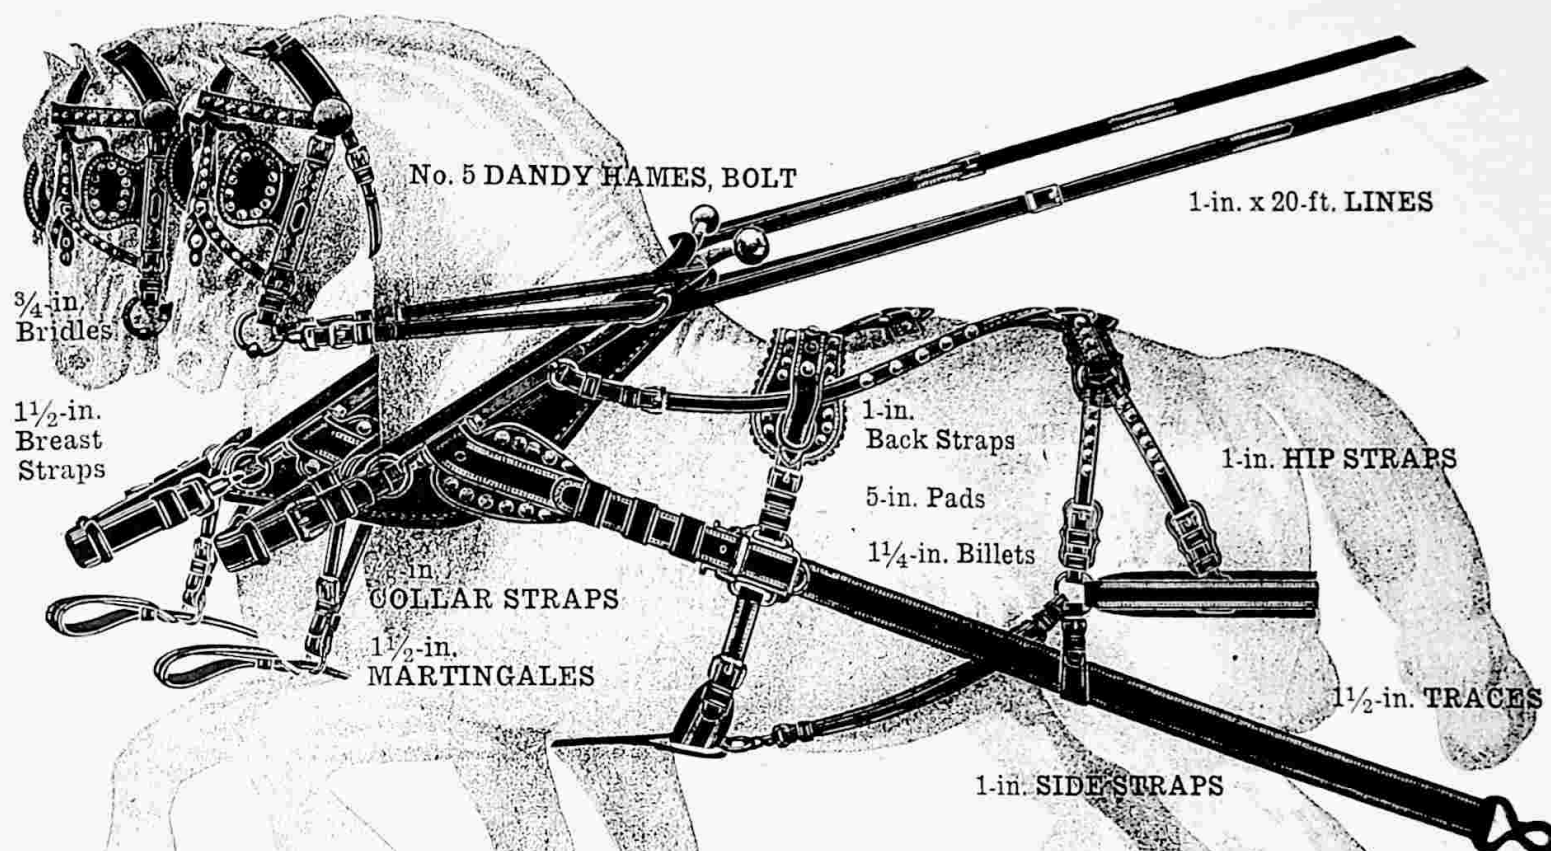 No. 5 DANDY HAMES, BOLT
1-in. x 20-ft. LINES
¾-in.
Bridles
1½-in.
Breast
Straps
1-in.
Back Straps
5-in. Pads
1¼-in. Billets
1-in. HIP STRAPS
in.
COLLAR STRAPS
1½-in.
MARTINGALES
1½-in. TRACES
1-in. SIDE STRAPS